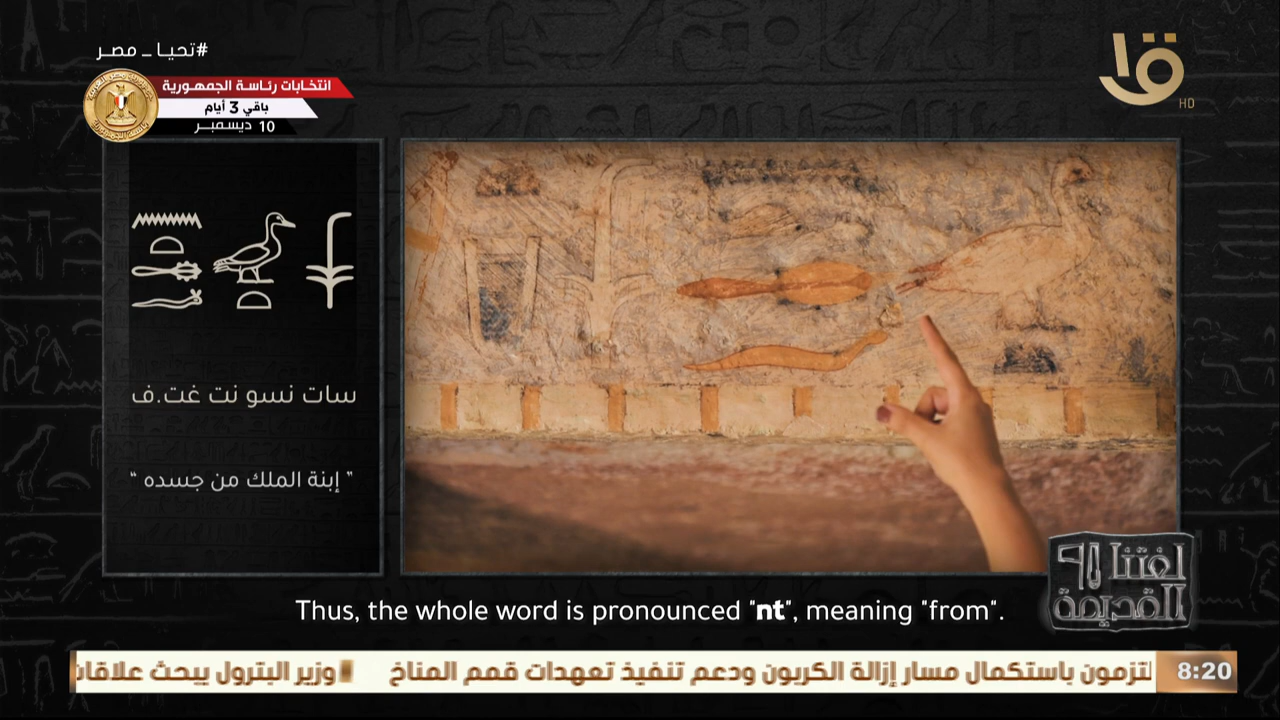 #تحيا _ مصر
انتخابات رئاسة الجمهورية
باقي 3 أيام
10 ديسمبر
HD
سات نسو نت غت.ف
" إبنة الملك من جسده "
Thus, the whole word is pronounced "nt", meaning "from".
لغتنا القديمة
لتزمون باستكمال مسار إزالة الكربون ودعم تنفيذ تعهدات قمم المناخ وزير البترول يبحث علاقات
8:20